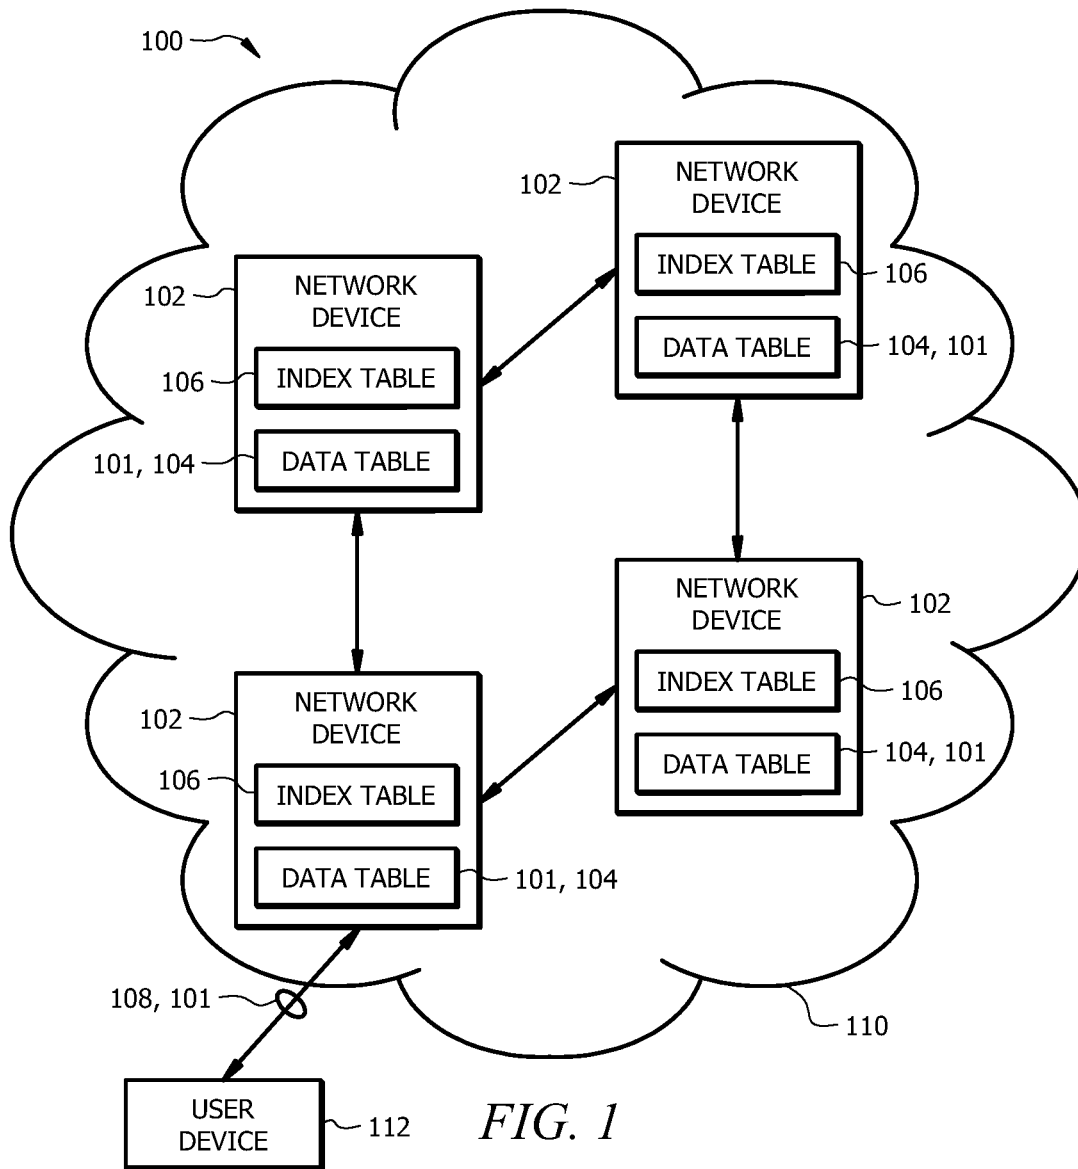 100
102
NETWORK
DEVICE
INDEX TABLE
106
DATA TABLE
104, 101
102
NETWORK
DEVICE
106
INDEX TABLE
101, 104
DATA TABLE
NETWORK
DEVICE
102
INDEX TABLE
106
DATA TABLE
104, 101
102
NETWORK
DEVICE
106
INDEX TABLE
DATA TABLE
101, 104
108, 101
110
USER
DEVICE
112
FIG. 1